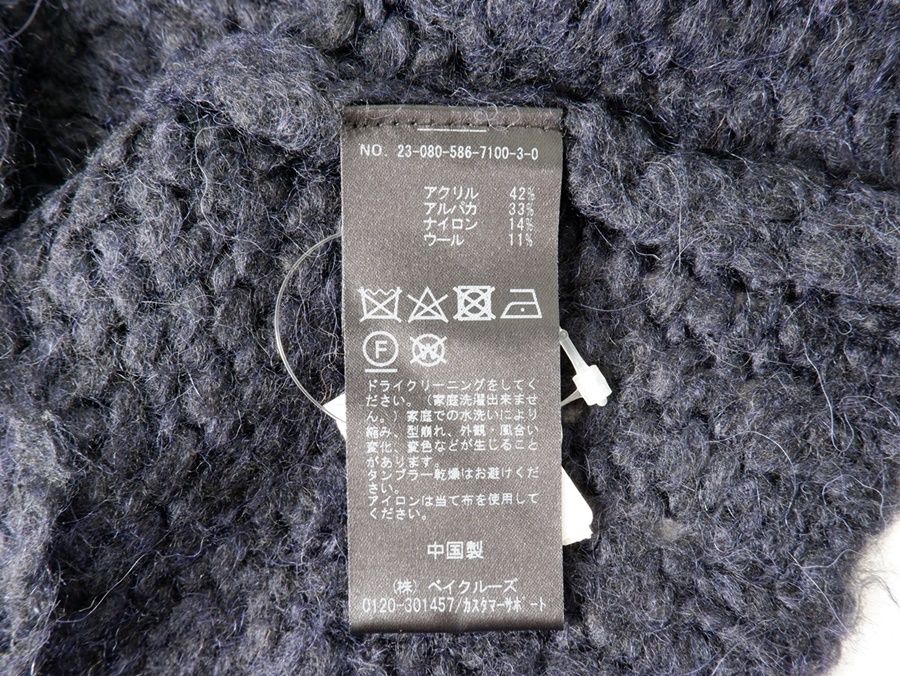 NO. 23-080-586-7100-3-0
アクリル 42%
アルパカ 33%
ナイロン 14%
ウール 11%
F
W
ドライクリーニングをしてく
ださい。（家庭洗濯出来ませ
ん。）家庭での水洗いにより
縮み、型崩れ、外観・風合い
変化、変色などが生じること
があります。
タンブラー乾燥はお避けくだ
さい。
アイロンは当て布を使用して
ください。
中国製
（株）ベイクルーズ
0120-301457/カスタマーサポート